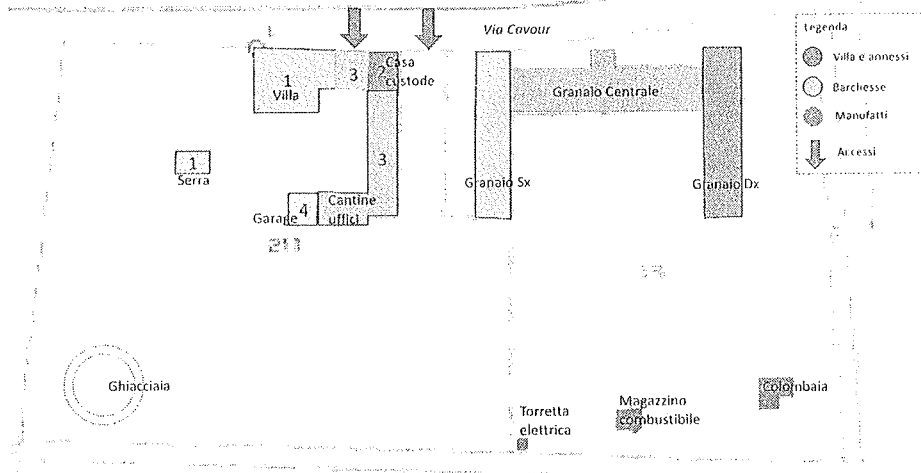 Via Cavour
Legenda
Villa e annessi
Barchesse
Manufatti
Accessi
1
Villa
3
2
Casa
custode
Granaio Centrale
1
Serra
3
Granaio Sx
Granaio Dx
Garage
4
Cantine
uffici
211
Ghiacciaia
Torretta
elettrica
Magazzino
combustibile
Colombaia